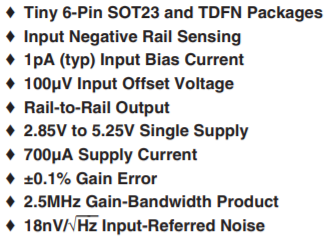 ♦ Tiny 6-Pin SOT23 and TDFN Packages
♦ Input Negative Rail Sensing
♦ 1pA (typ) Input Bias Current
♦ 100µV Input Offset Voltage
♦ Rail-to-Rail Output
♦ 2.85V to 5.25V Single Supply
♦ 700µA Supply Current
♦ ±0.1% Gain Error
♦ 2.5MHz Gain-Bandwidth Product
♦ 18nV/√Hz Input-Referred Noise